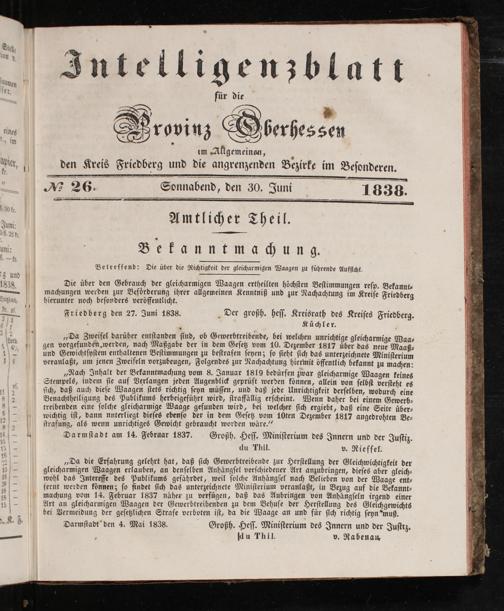 Intelligenzblatt
für die
Provinz Oberhessen
im Allgemeinen,
den Kreis Friedberg und die angrenzenden Bezirke im Besonderen.
№ 26. Sonnabend, den 30. Juni 1838.
Amtlicher Theil.
Bekanntmachung.
Betreffend: Die über die Richtigkeit der gleicharmigen Waagen zu führende Aufsicht.
Die über den Gebrauch der gleicharmigen Waagen ertheilten höchsten Bestimmungen resp. Bekannt-
machungen werden zur Beförderung ihrer allgemeinen Kenntniß und zur Nachachtung im Kreise Friedberg
hierunter noch besonders veröffentlicht.
Friedberg den 27. Juni 1838. Der großh. hess. Kreisrath des Kreises Friedberg.
Küchler.
„Da Zweifel darüber entstanden sind, ob Gewerbtreibende, bei welchen unrichtige gleicharmige Waa-
gen vorgefunden werden, nach Maßgabe der in dem Gesetz vom 10. Dezember 1817 über das neue Maaß-
und Gewichtsystem enthaltenen Bestimmungen zu bestrafen seyen; so sieht sich das unterzeichnete Ministerium
veranlaßt, um jenen Zweifeln vorzubeugen, Folgendes zur Nachachtung hiermit öffentlich bekannt zu machen:
„Nach Inhalt der Bekanntmachung vom 8. Januar 1819 bedürfen zwar gleicharmige Waagen keines
Stempels, indem sie auf Verlangen jeden Augenblick geprüft werden können, allein von selbst versteht es
sich, daß auch diese Waagen stets richtig seyn müssen, und daß jede Unrichtigkeit derselben, wodurch eine
Benachtheiligung des Publikums herbeigeführt wird, straffällig erscheint. Wenn daher bei einem Gewerb-
treibenden eine solche gleicharmige Waage gefunden wird, bei welcher sich ergiebt, daß eine Seite über-
wichtig ist, dann unterliegt dieses ebenso der in dem Gesetz vom 10ten Dezember 1817 angedrohten Be-
strafung, als wenn unrichtiges Gewicht gebraucht worden wäre.“
Darmstadt am 14. Februar 1837. Großh. Hess. Ministerium des Innern und der Justiz.
du Thil. v. Rieffel.
„Da die Erfahrung gelehrt hat, daß sich Gewerbtreibende zur Herstellung der Gleichwichtigkeit der
gleicharmigen Waagen erlauben, an denselben Anhängsel verschiedener Art anzubringen, dieses aber gleich-
wohl das Interesse des Publikums gefährdet, weil solche Anhängsel nach Belieben von der Waage ent-
fernt werden können; so findet sich das unterzeichnete Ministerium veranlaßt, in Bezug auf die Bekannt-
machung vom 14. Februar 1837 näher zu verfügen, daß das Anbringen von Anhängseln irgend einer
Art an gleicharmigen Waagen der Gewerbtreibenden zu dem Behufe der Herstellung des Gleichgewichts
bei Vermeidung der gesetzlichen Strafe verboten ist, da die Waage an und für sich richtig seyn muß.
Darmstadt den 4. Mai 1838. Großh. Hess. Ministerium des Innern und der Justiz.
du Thil. v. Rabenau.